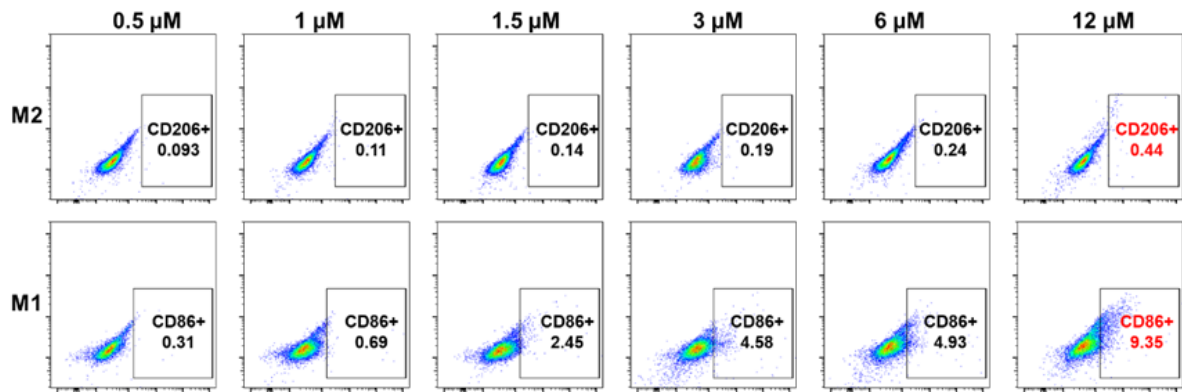 0.5 µM 1 µM 1.5 µM 3 µM 6 µM 12 µM
M2
CD206+ CD206+ CD206+ CD206+ CD206+ CD206+
0.093 0.11 0.14 0.19 0.24 0.44
M1
CD86+ CD86+ CD86+ CD86+ CD86+ CD86+
0.31 0.69 2.45 4.58 4.93 9.35